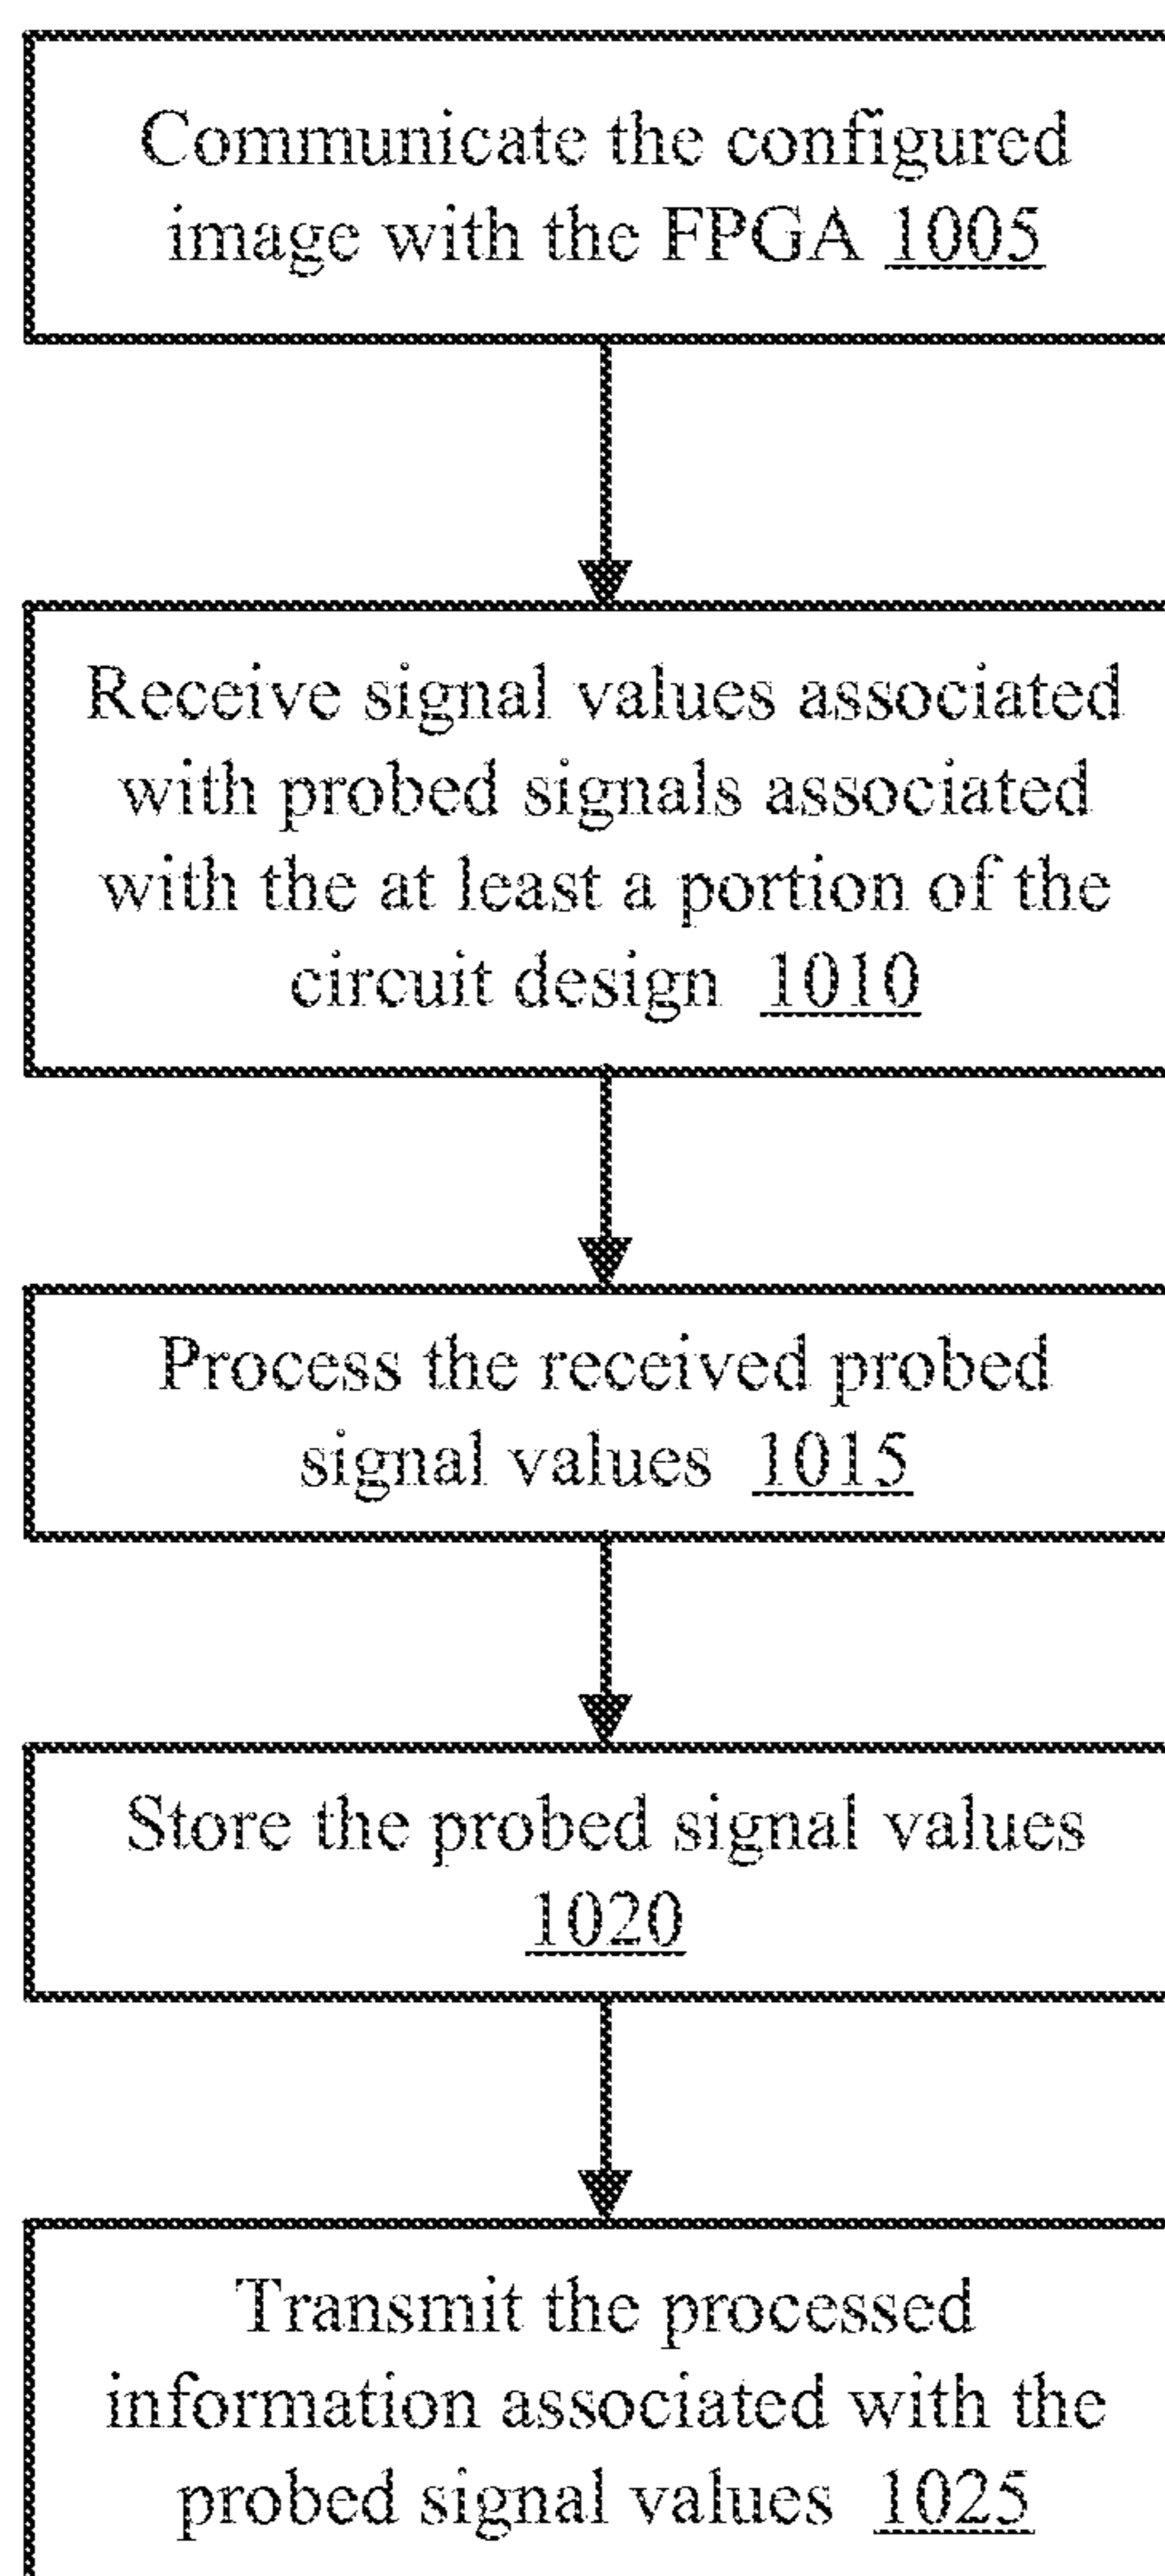 Communicate the configured
image with the FPGA 1005
Receive signal values associated
with probed signals associated
with the at least a portion of the
circuit design 1010
Process the received probed
signal values 1015
Store the probed signal values
1020
Transmit the processed
information associated with the
probed signal values 1025